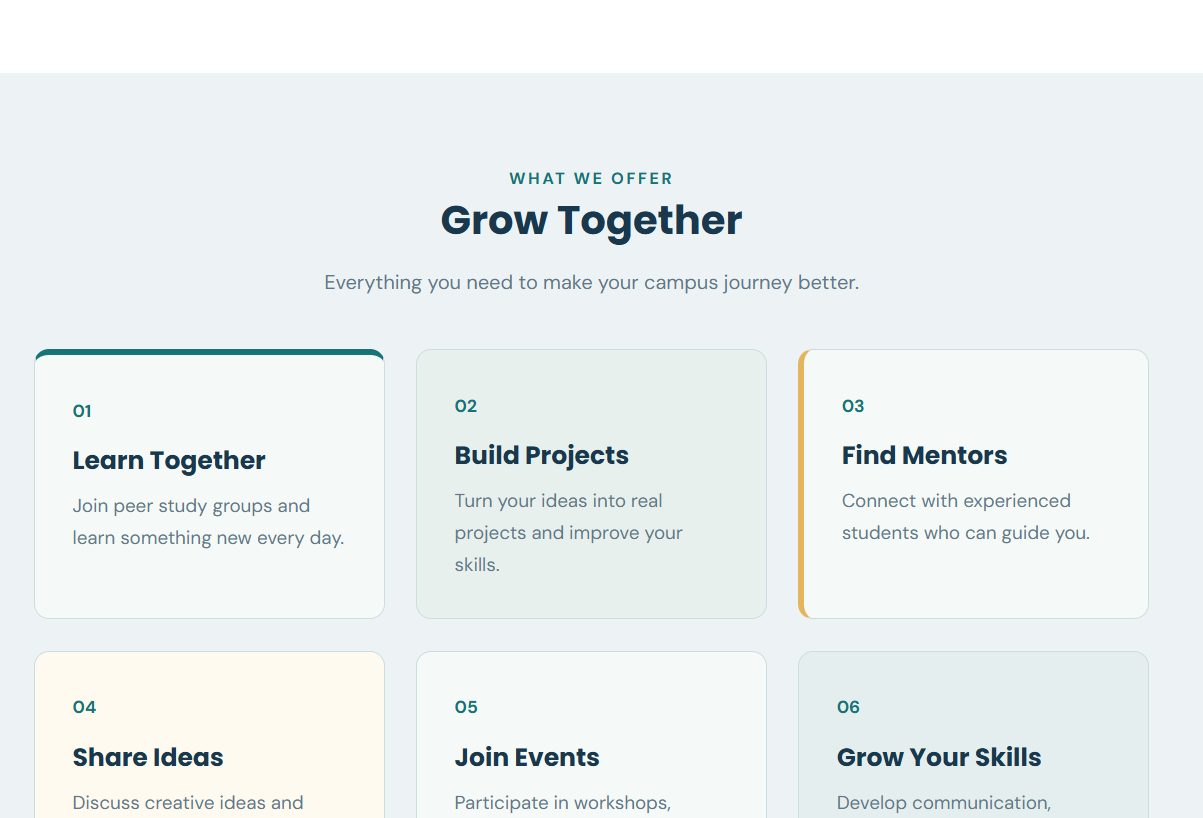 WHAT WE OFFER
Grow Together
Everything you need to make your campus journey better.
01
Learn Together
Join peer study groups and
learn something new every day.
02
Build Projects
Turn your ideas into real
projects and improve your
skills.
03
Find Mentors
Connect with experienced
students who can guide you.
04
Share Ideas
Discuss creative ideas and
05
Join Events
Participate in workshops,
06
Grow Your Skills
Develop communication,